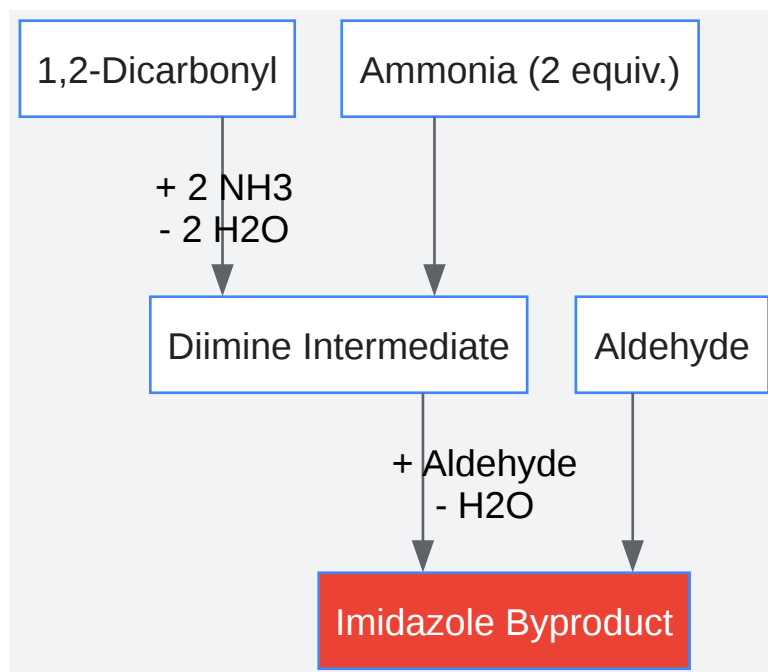 1,2-Dicarbonyl
Ammonia (2 equiv.)
+ 2 NH3
- 2 H2O
Diimine Intermediate
Aldehyde
+ Aldehyde
- H2O
Imidazole Byproduct